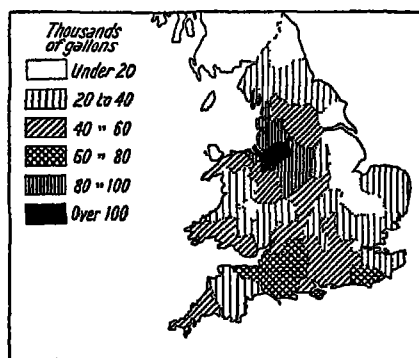 Thousands
of gallons
Under 20
20 to 40
40 " 60
60 " 80
80 " 100
Over 100